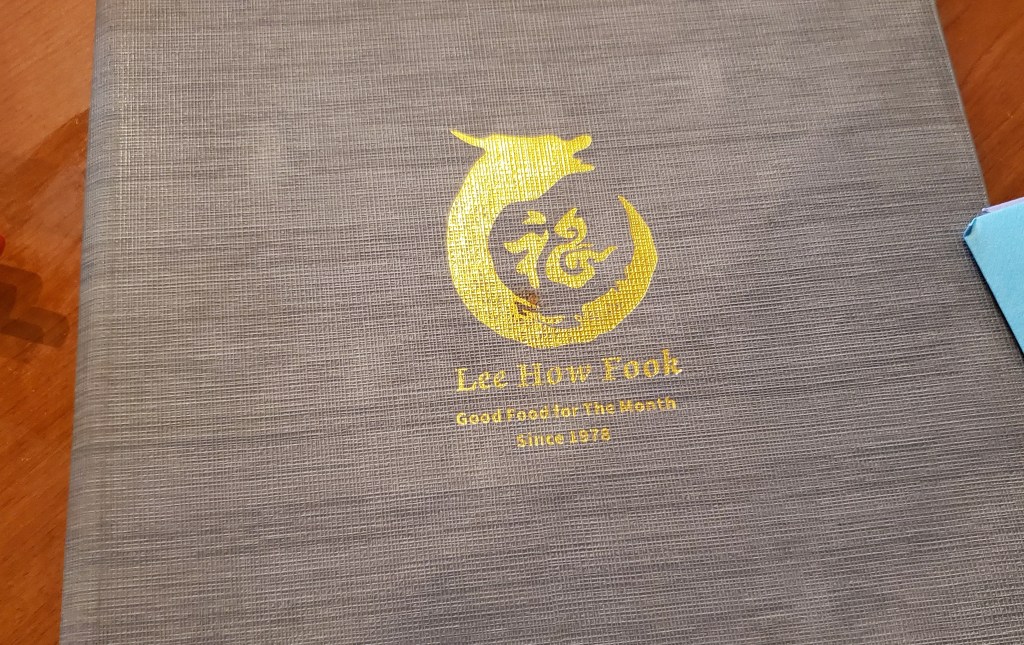 福
Lee How Fook
Good Food for The Month
Since 1978